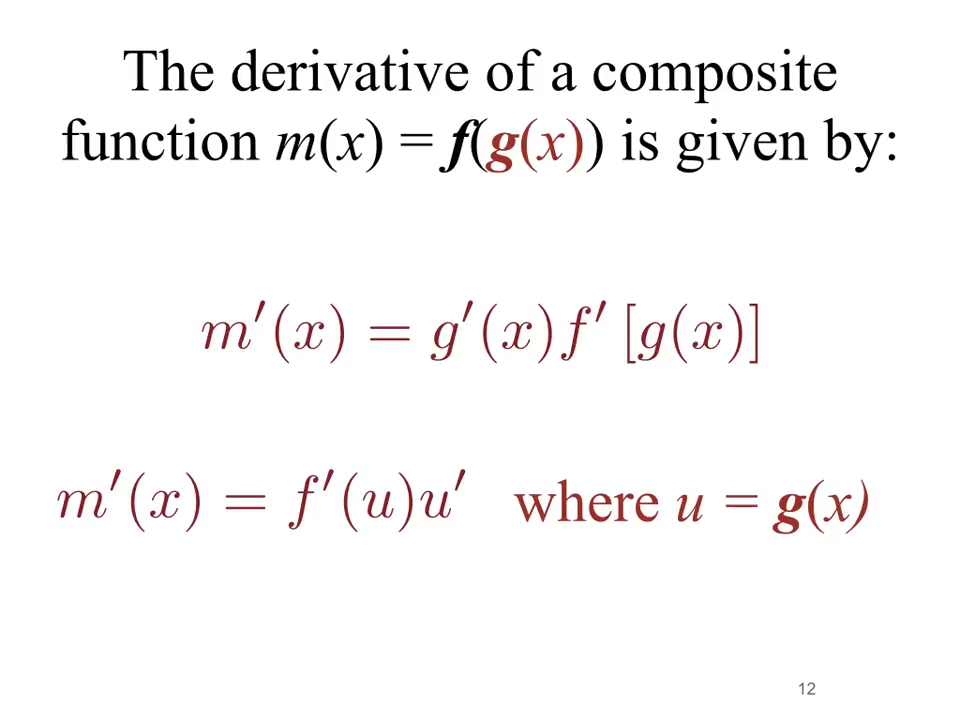 The derivative of a composite
function m(x) = f(g(x)) is given by:
m′(x) = g′(x)f′ [g(x)]
m′(x) = f′(u)u′ where u = g(x)
12